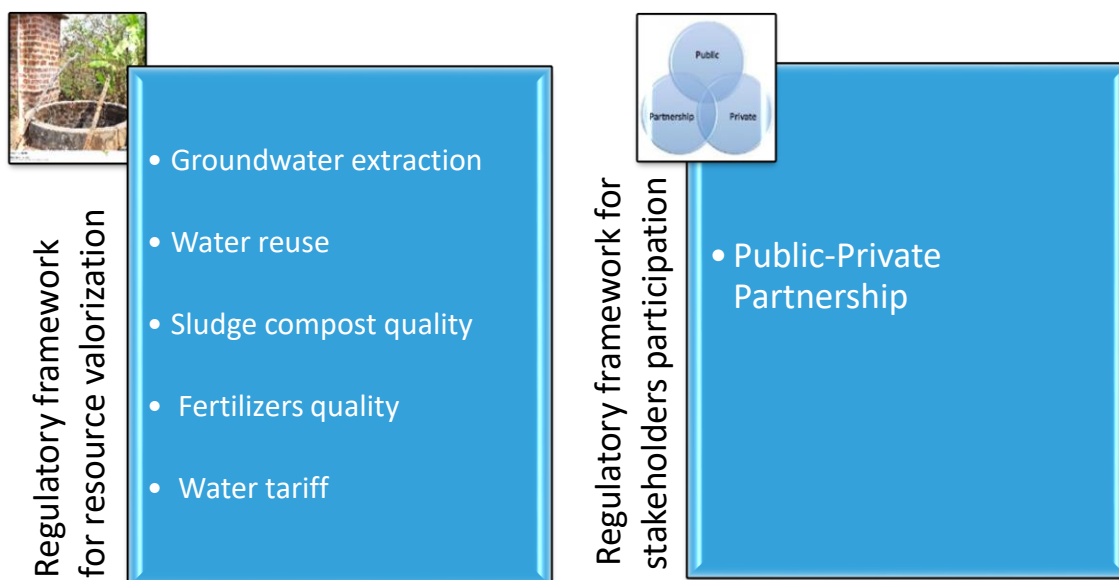 Regulatory framework
for resource valorization
• Groundwater extraction
• Water reuse
• Sludge compost quality
• Fertilizers quality
• Water tariff
Public
Partnership
Private
Regulatory framework for
stakeholders participation
• Public-Private
Partnership